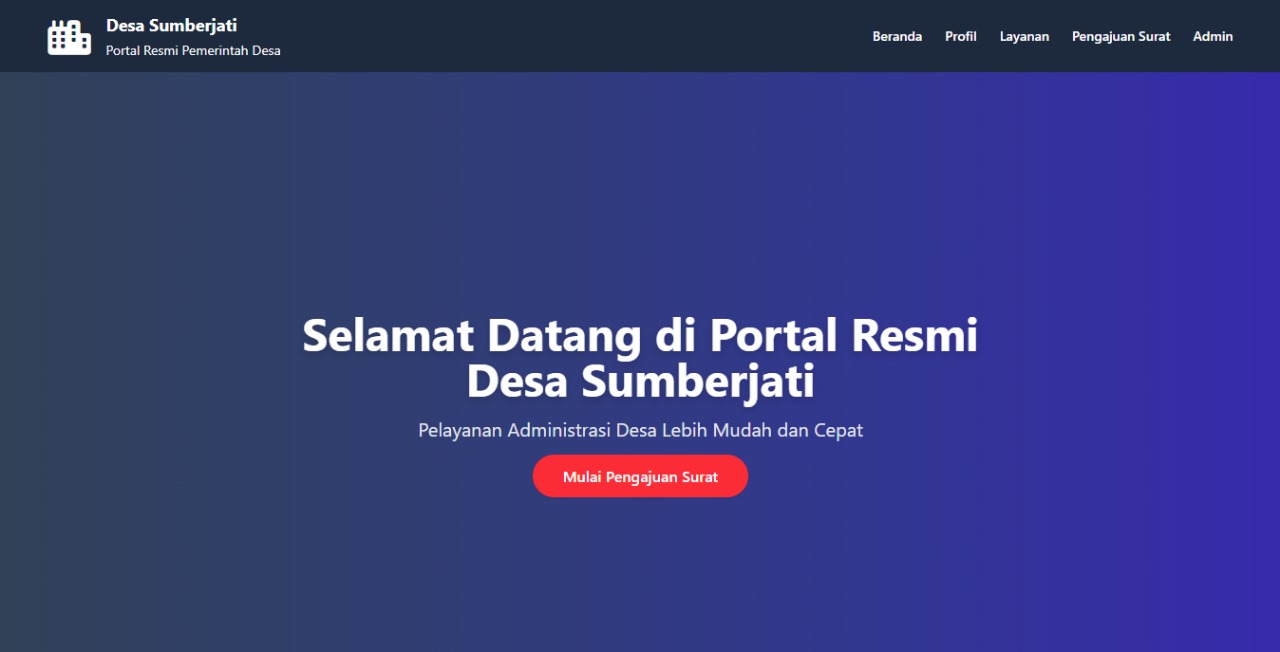 Desa Sumberjati
Portal Resmi Pemerintah Desa
Beranda Profil Layanan Pengajuan Surat Admin
Selamat Datang di Portal Resmi
Desa Sumberjati
Pelayanan Administrasi Desa Lebih Mudah dan Cepat
Mulai Pengajuan Surat